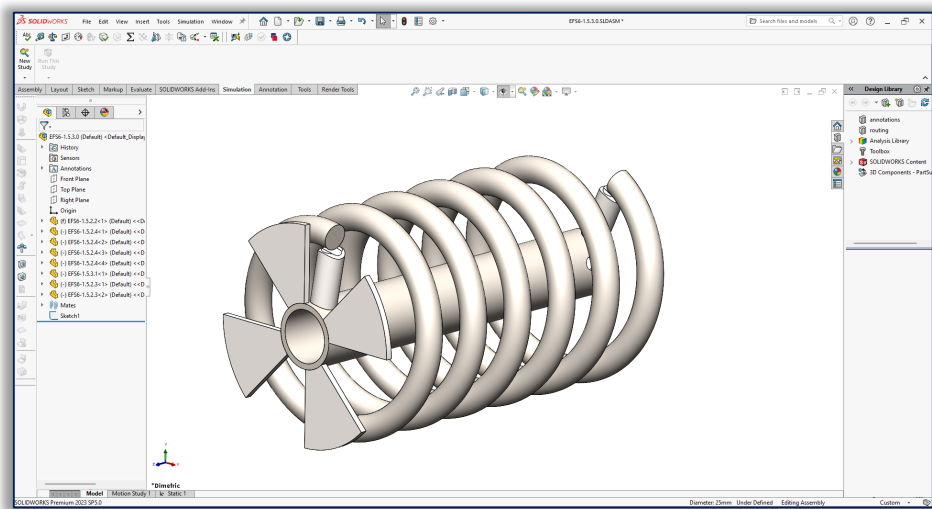 SOLIDWORKS File Edit View Insert Tools Simulation Window EFS6-1.5.3.0.SLDASM * Search files and models
New Study Run This Study
Assembly Layout Sketch Markup Evaluate SOLIDWORKS Add-Ins Simulation Annotation Tools Render Tools
Design Library
EFS6-1.5.3.0 (Default) <Default_Display
History
Sensors
Annotations
Front Plane
Top Plane
Right Plane
Origin
(f) EFS6-1.5.2.2<1> (Default) <<D
(-) EFS6-1.5.2.4<1> (Default) <<D
(-) EFS6-1.5.2.4<2> (Default) <<D
(-) EFS6-1.5.2.4<3> (Default) <<D
(-) EFS6-1.5.2.4<4> (Default) <<D
(-) EFS6-1.5.3.1<1> (Default) <<D
(-) EFS6-1.5.2.3<1> (Default) <<D
(-) EFS6-1.5.2.3<2> (Default) <<D
Mates
Sketch1
annotations
routing
Analysis Library
Toolbox
SOLIDWORKS Content
3D Components - PartSu
*Dimetric
Model Motion Study 1 Static 1
SOLIDWORKS Premium 2023 SP5.0 Diameter: 25mm Under Defined Editing Assembly Custom